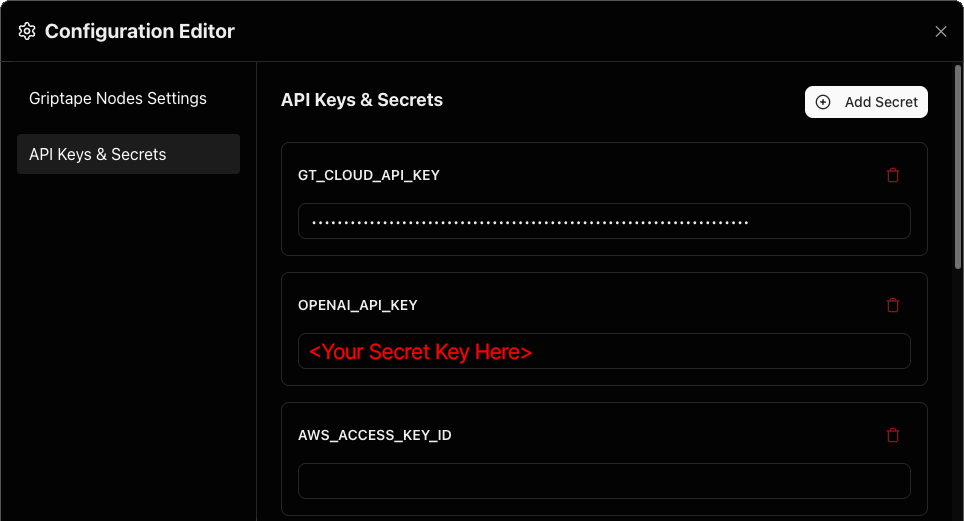 Configuration Editor
Griptape Nodes Settings
API Keys & Secrets
API Keys & Secrets
Add Secret
GT_CLOUD_API_KEY
OPENAI_API_KEY
<Your Secret Key Here>
AWS_ACCESS_KEY_ID